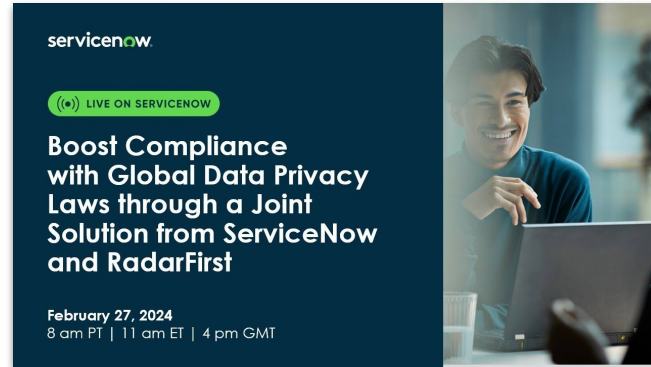 servicenow.
LIVE ON SERVICENOW
Boost Compliance
with Global Data Privacy
Laws through a Joint
Solution from ServiceNow
and RadarFirst
February 27, 2024
8 am PT | 11 am ET | 4 pm GMT